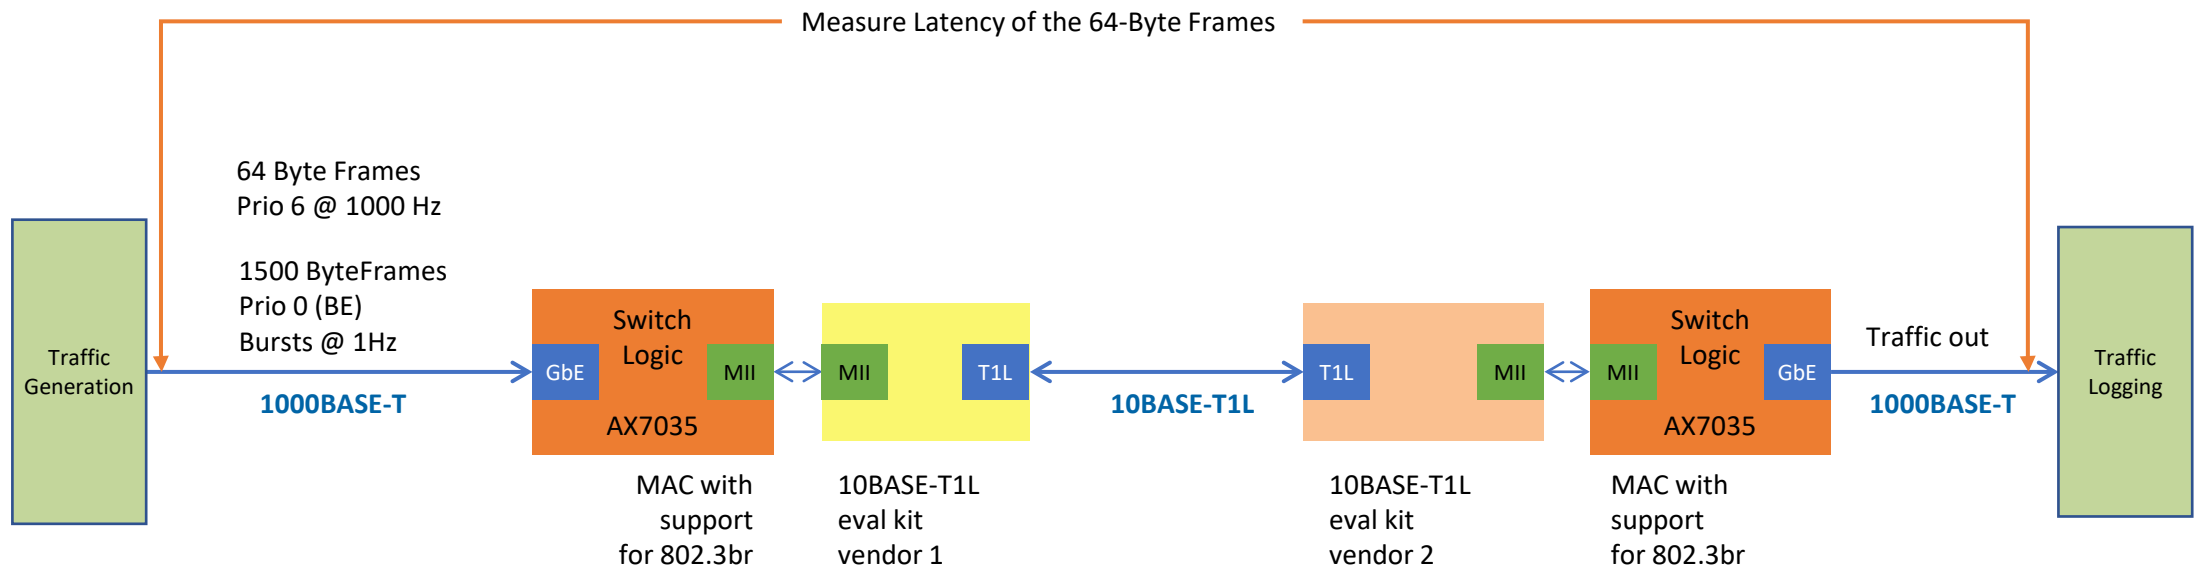 Measure Latency of the 64-Byte Frames
64 Byte Frames
Prio 6 @ 1000 Hz
1500 ByteFrames
Prio 0 (BE)
Bursts @ 1Hz
Traffic
Generation
1000BASE-T
GbE
Switch
Logic
MII
AX7035
MAC with
support
for 802.3br
MII
T1L
10BASE-T1L
eval kit
vendor 1
10BASE-T1L
T1L
MII
10BASE-T1L
eval kit
vendor 2
MII
Switch
Logic
GbE
AX7035
MAC with
support
for 802.3br
Traffic out
1000BASE-T
Traffic
Logging